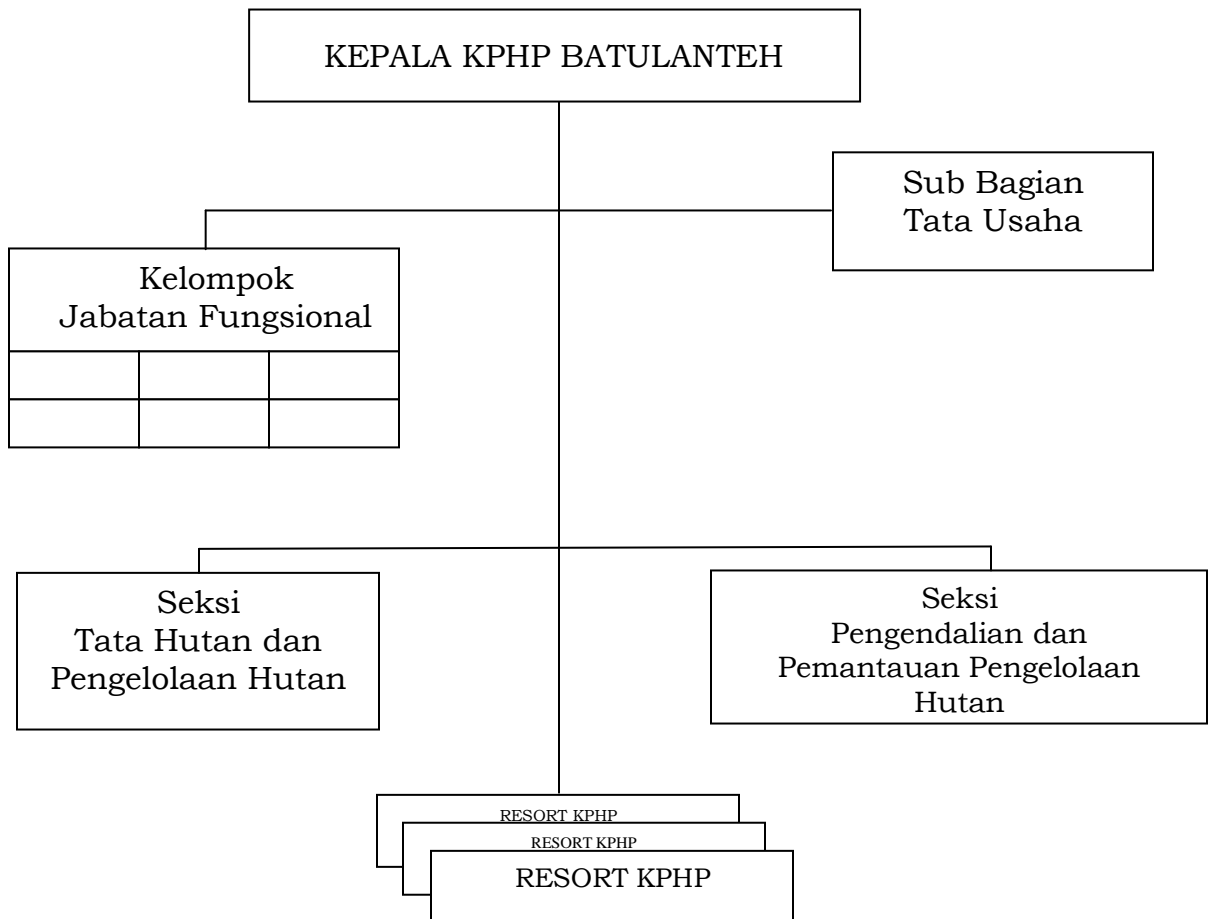 KEPALA KPHP BATULANTEH
Sub Bagian
Tata Usaha
Kelompok
Jabatan Fungsional
Seksi
Tata Hutan dan
Pengelolaan Hutan
Seksi
Pengendalian dan
Pemantauan Pengelolaan
Hutan
RESORT KPHP
RESORT KPHP
RESORT KPHP